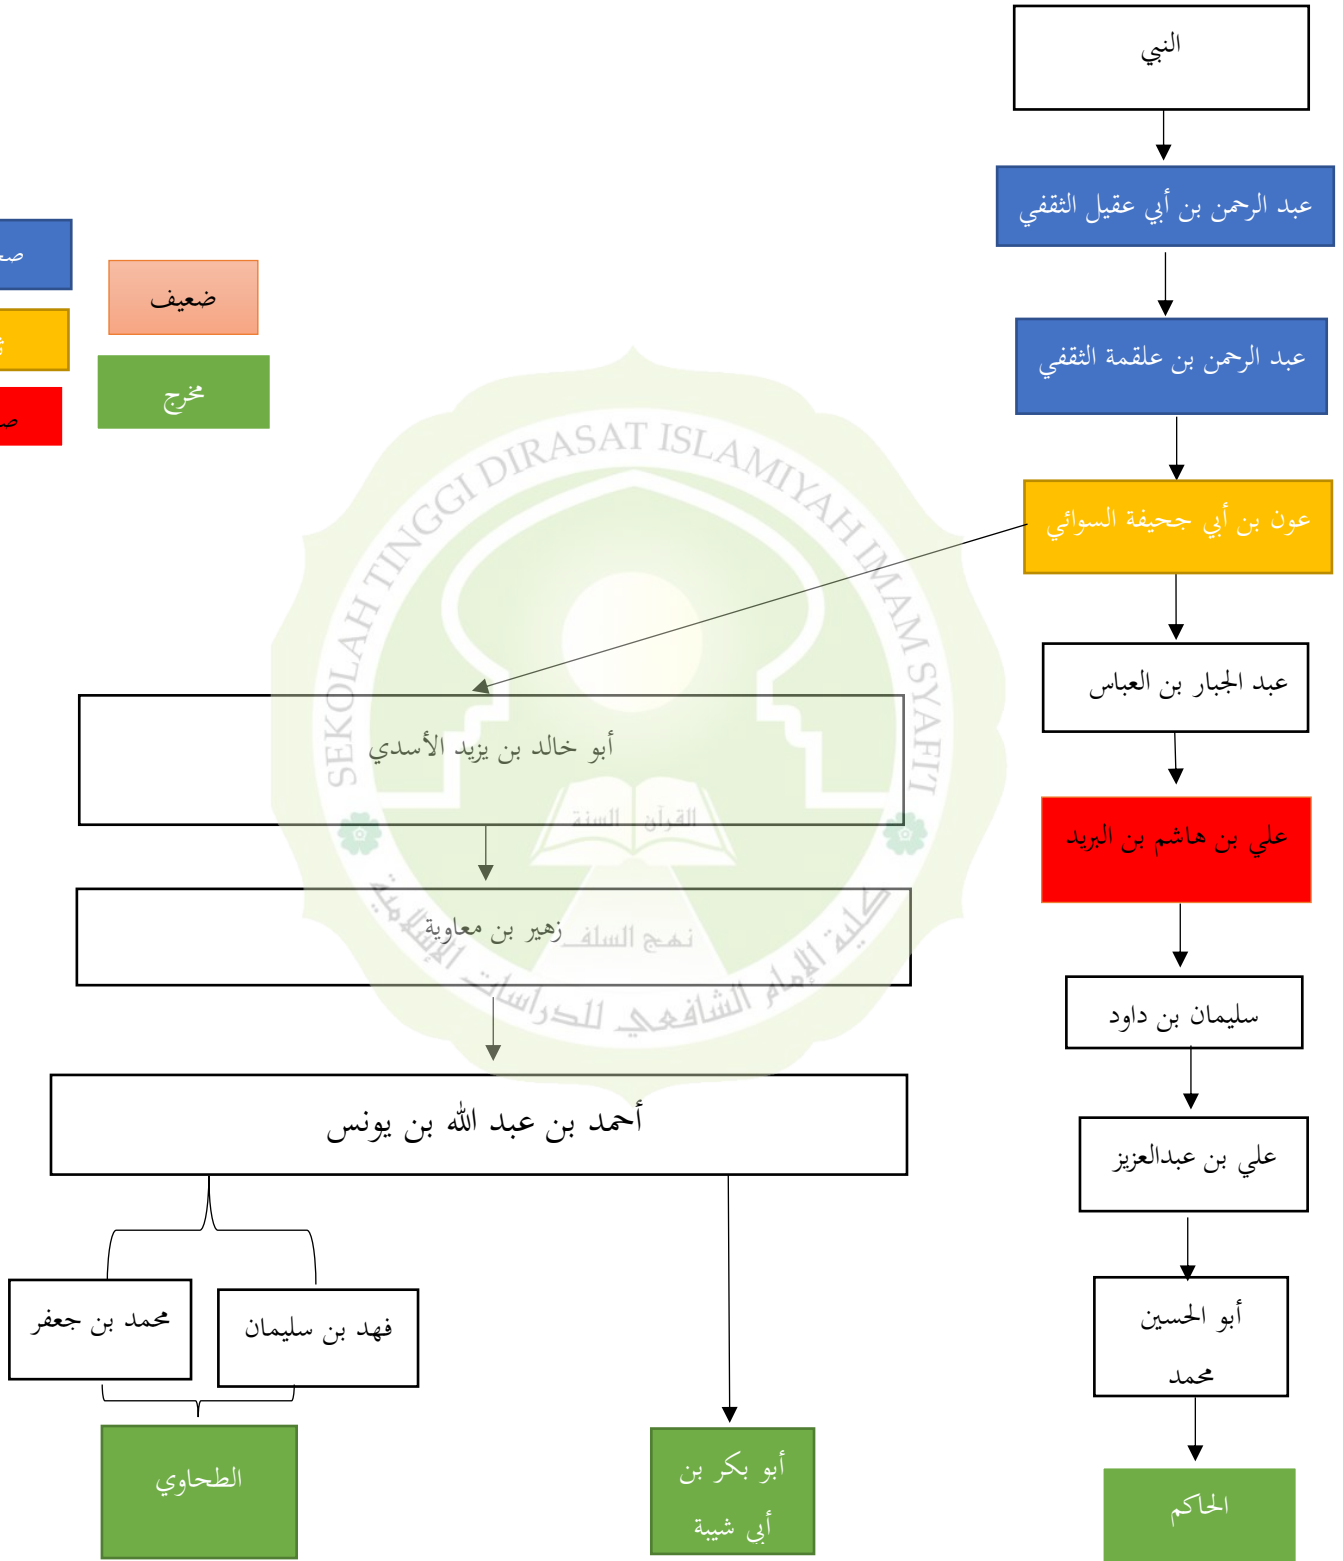 النبي
عبد الرحمن بن أبي عقيل الثقفي
ضعيف
عبد الرحمن بن علقمة الثقفي
مخرج
عون بن أبي جحيفة السوائي
عبد الجبار بن العباس
أبو خالد بن يزيد الأسدي
علي بن هاشم بن البريد
زهير بن معاوية
سليمان بن داود
أحمد بن عبد الله بن يونس
علي بن عبدالعزيز
أبو الحسين
محمد
فهد بن سليمان
محمد بن جعفر
الحاكم
أبو بكر بن
أبي شيبة
الطحاوي
SEKOLAH TINGGI DIRASAT ISLAMIYAH IMAM SYAFI'I
القرآن السنة
نهج السلف
كلية الإمام الشافعي للدراسات الإسلامية